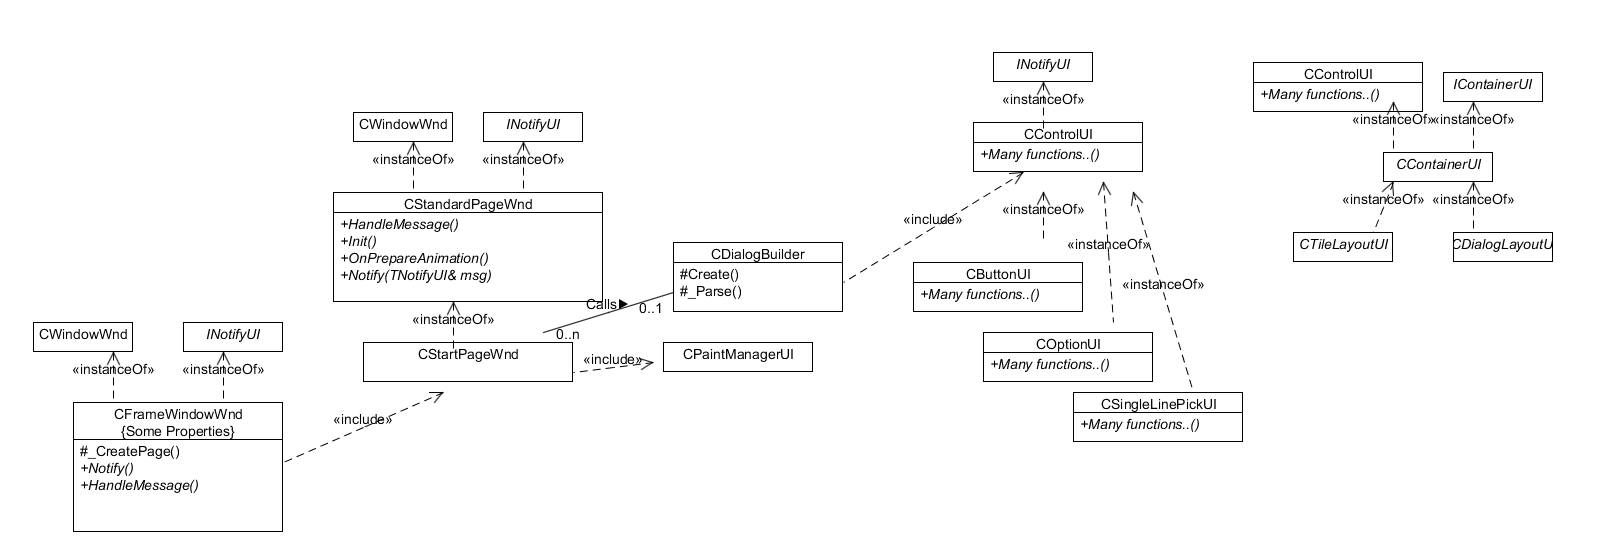 CWindowWnd
INotifyUI
«instanceOf»
«instanceOf»
CFrameWindowWnd
{Some Properties}
#_CreatePage()
+Notify()
+HandleMessage()
«include»
CWindowWnd
INotifyUI
«instanceOf»
«instanceOf»
CStandardPageWnd
+HandleMessage()
+Init()
+OnPrepareAnimation()
+Notify(TNotifyUI& msg)
«instanceOf»
CStartPageWnd
Calls
0..n
0..1
«include»
CPaintManagerUI
CDialogBuilder
#Create()
#_Parse()
«include»
INotifyUI
«instanceOf»
CControlUI
+Many functions..()
«instanceOf»
«instanceOf»
«instanceOf»
CButtonUI
+Many functions..()
COptionUI
+Many functions..()
CSingleLinePickUI
+Many functions..()
CControlUI
+Many functions..()
IContainerUI
«instanceOf»
«instanceOf»
CContainerUI
«instanceOf»
«instanceOf»
CTileLayoutUI
CDialogLayoutU